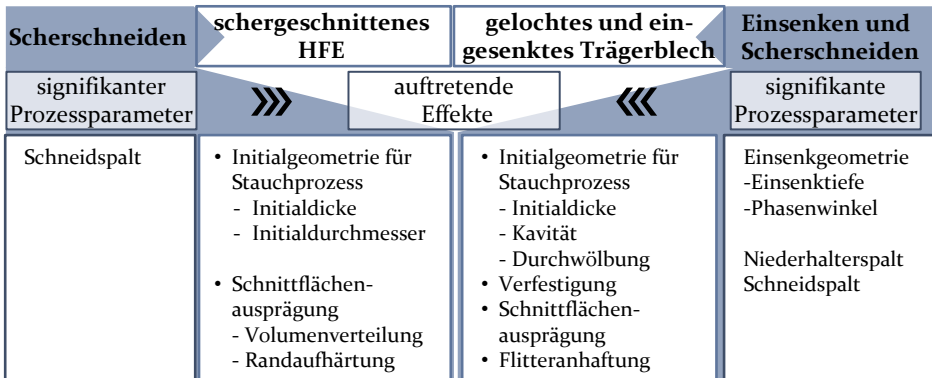 Scherschneiden
schergeschnittenes
HFE
gelochtes und ein-
gesenktes Trägerblech
Einsenken und
Scherschneiden
signifikanter
Prozessparameter
auftretende
Effekte
signifikante
Prozessparameter
Schneidspalt
• Initialgeometrie für
Stauchprozess
- Initialdicke
- Initialdurchmesser
• Schnittflächen-
ausprägung
- Volumenverteilung
- Randaufhärtung
• Initialgeometrie für
Stauchprozess
- Initialdicke
- Kavität
- Durchwölbung
• Verfestigung
• Schnittflächen-
ausprägung
• Flitteranhaftung
Einsenkgeometrie
-Einsenktiefe
-Phasenwinkel
Niederhalterspalt
Schneidspalt